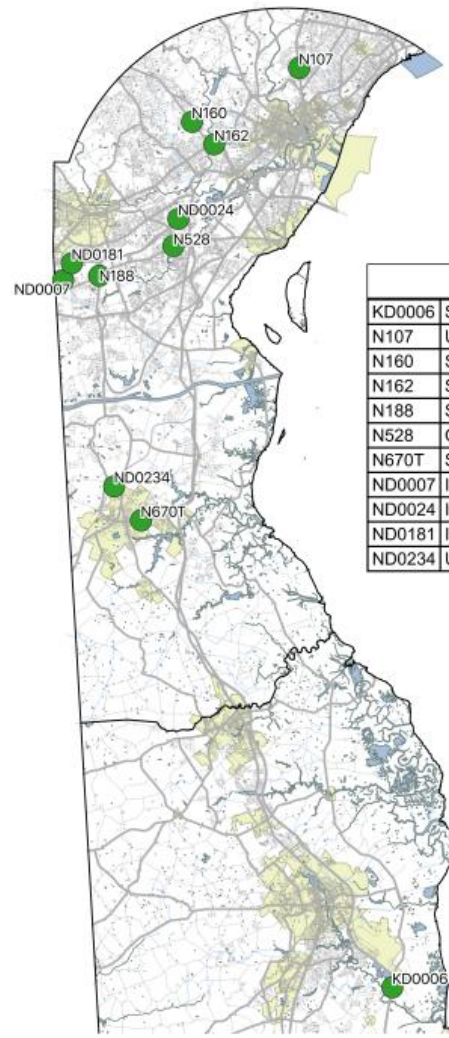 N107
N160
N162
ND0024
N528
ND0181
N188
ND0007
ND0234
N670T
KD0006
KD0006 S
N107 U
N160 S
N162 S
N188 S
N528
N670T S
ND0007 I
ND0024 I
ND0181 I
ND0234 U